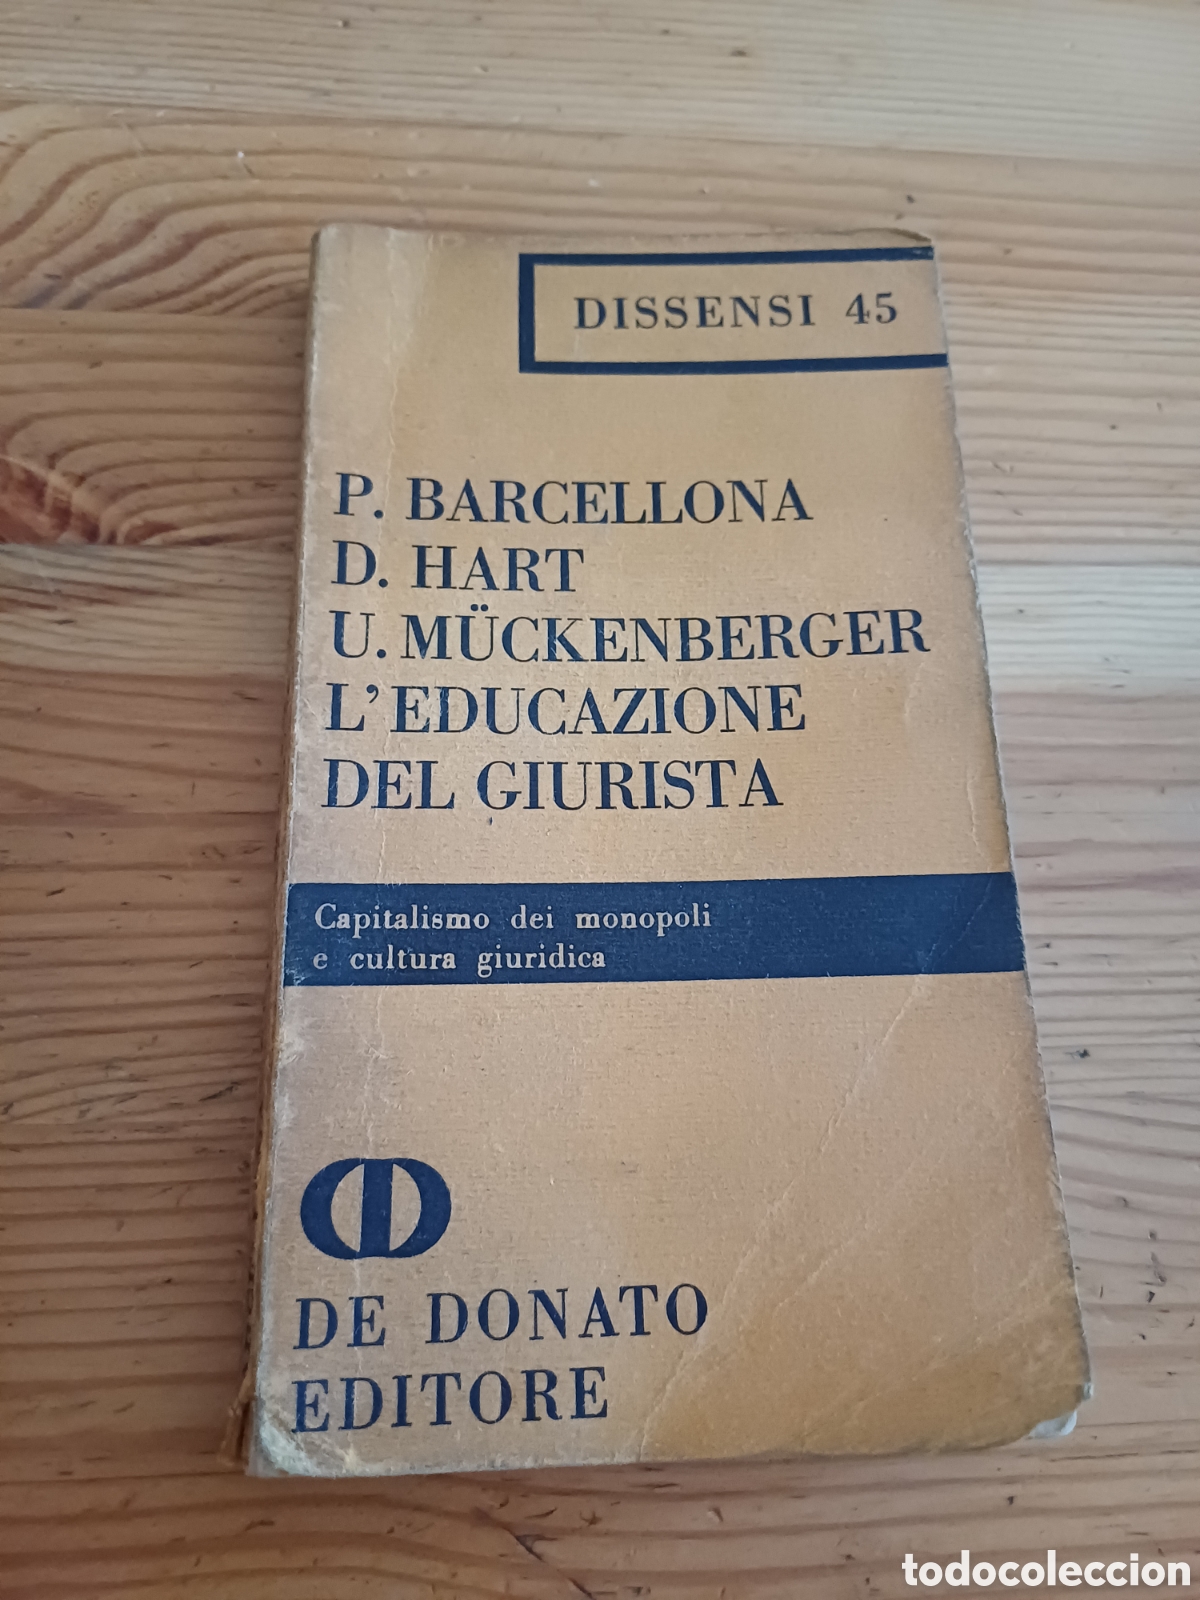 DISSENSI 45
P. BARCELLONA
D. HART
U. MÜCKENBERGER
L'EDUCAZIONE
DEL GIURISTA
Capitalismo dei monopoli
e cultura giuridica
DE DONATO
EDITORE
todocoleccion